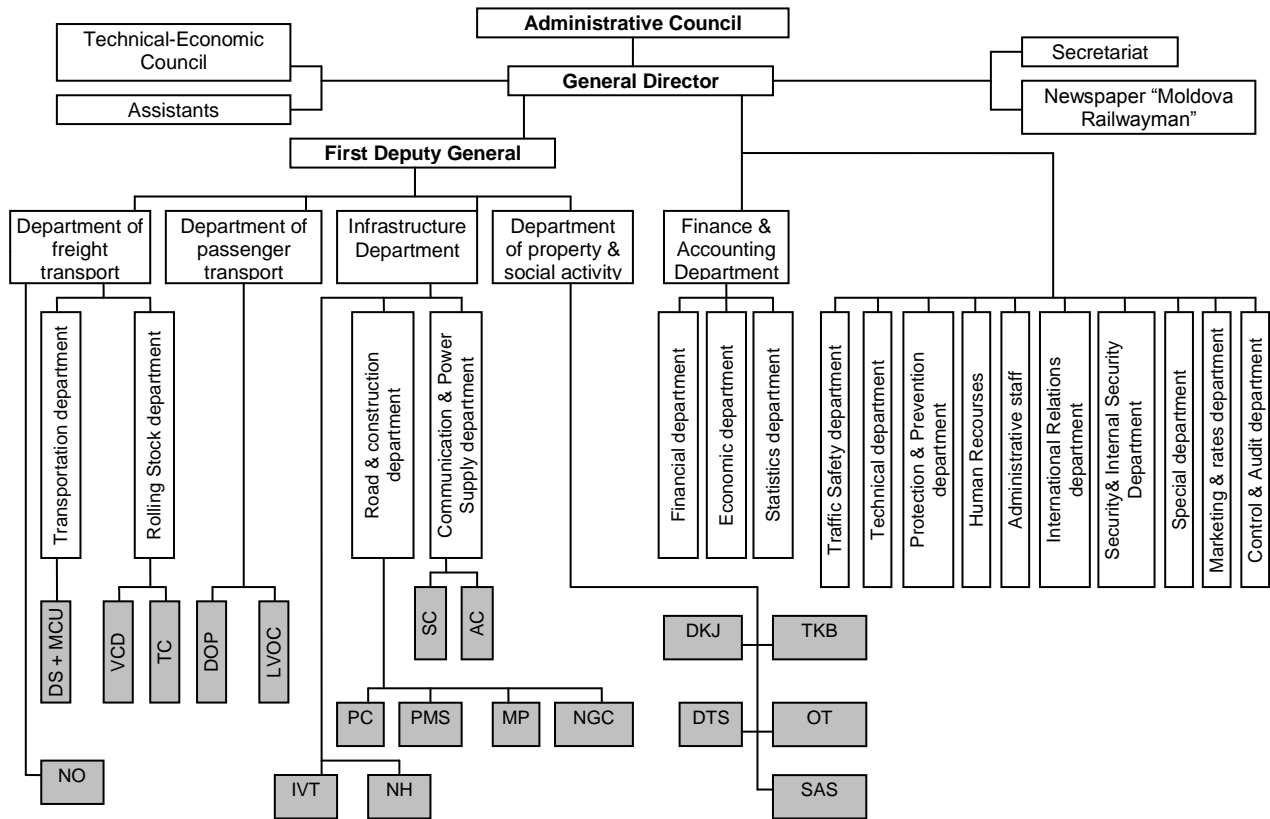 Administrative Council
Technical-Economic
Council
Secretariat
General Director
Assistants
Newspaper “Moldova
Railwayman”
First Deputy General
Department of
freight
transport
Department of
passenger
transport
Infrastructure
Department
Department
of property &
social activity
Finance &
Accounting
Department
Transportation department
Rolling Stock department
Road & construction
department
Communication & Power
Supply department
Financial department
Economic department
Statistics department
Traffic Safety department
Technical department
Protection & Prevention
department
Human Recourses
Administrative staff
International Relations
department
Security& Internal Security
Department
Special department
Marketing & rates department
Control & Audit department
DS + MCU
VCD
TC
DOP
LVOC
SC
AC
DKJ
TKB
PC
PMS
MP
NGC
DTS
OT
NO
IVT
NH
SAS